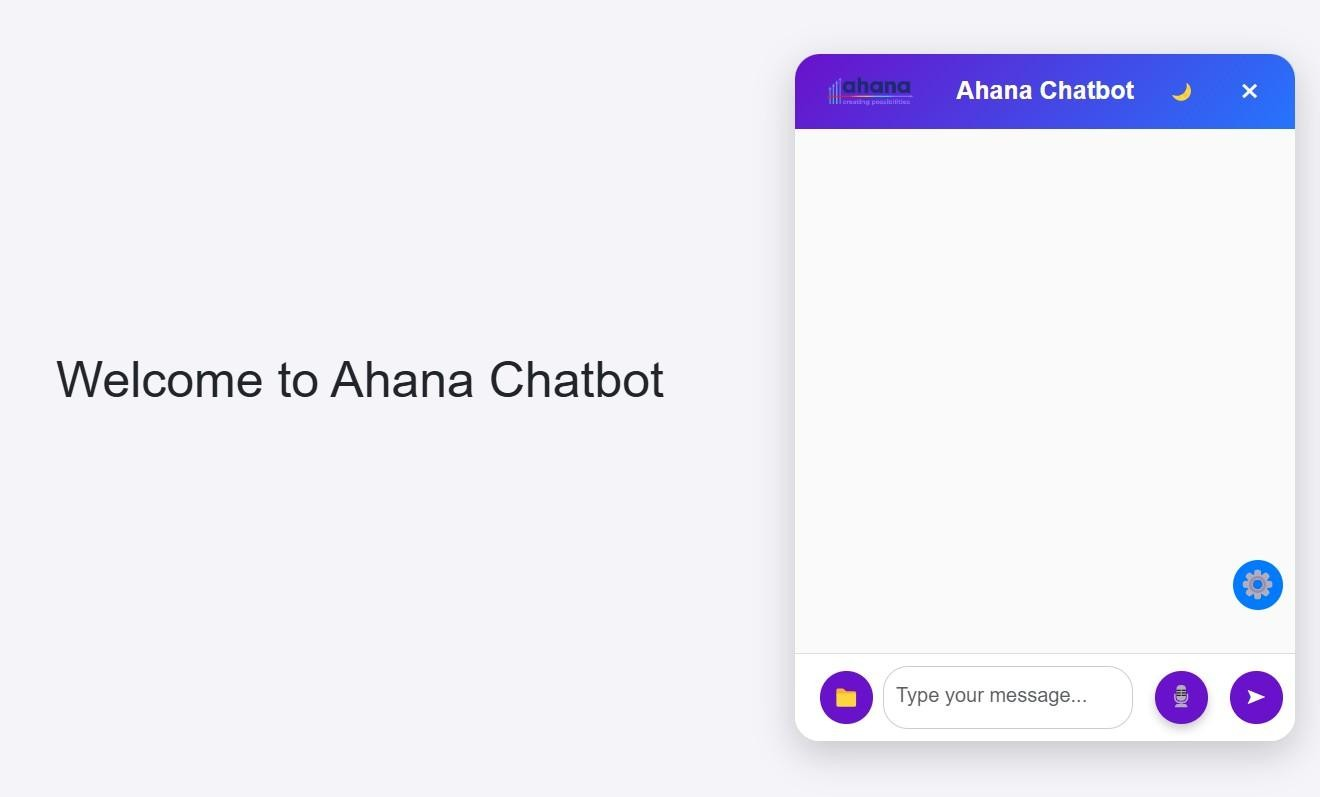 Welcome to Ahana Chatbot
ahana
creating possibilities
Ahana Chatbot
Type your message...